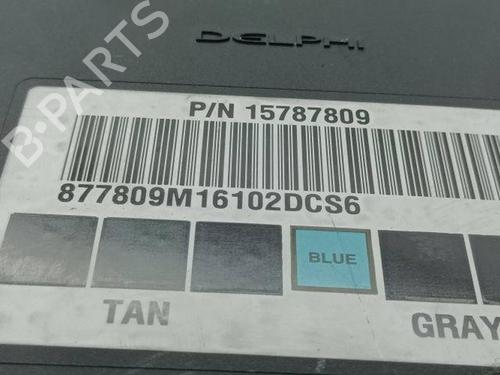 DELPHI
P/N 15787809
877809M16102DCS6
BLUE
TAN
GRAY
B-PARTS